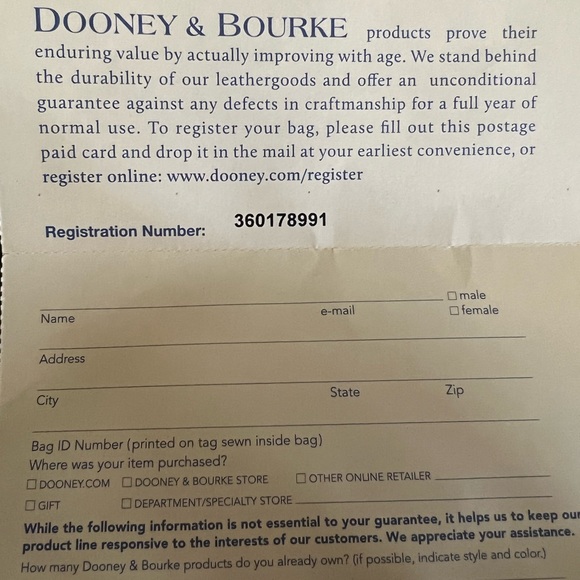 DOONEY & BOURKE products prove their
enduring value by actually improving with age. We stand behind
the durability of our leathergoods and offer an unconditional
guarantee against any defects in craftmanship for a full year of
normal use. To register your bag, please fill out this postage
paid card and drop it in the mail at your earliest convenience, or
register online: www.dooney.com/register
Registration Number: 360178991
☐ male
Name e-mail ☐ female
Address
City State Zip
Bag ID Number (printed on tag sewn inside bag)
Where was your item purchased?
☐ DOONEY.COM ☐ DOONEY & BOURKE STORE ☐ OTHER ONLINE RETAILER
☐ GIFT ☐ DEPARTMENT/SPECIALTY STORE
While the following information is not essential to your guarantee, it helps us to keep our
product line responsive to the interests of our customers. We appreciate your assistance.
How many Dooney & Bourke products do you already own? (if possible, indicate style and color.)